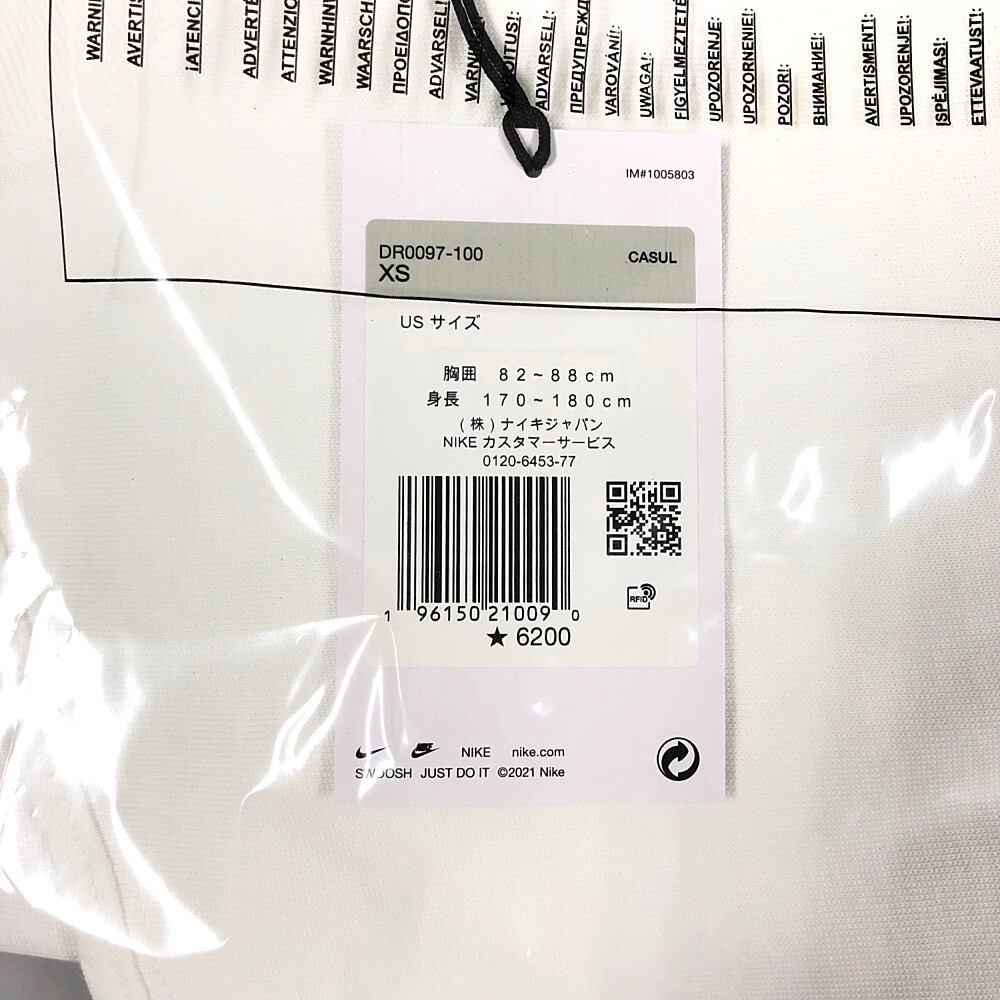 WARNI
AVERTIS
¡ATENCI
ADVERTÊ
ATTENZIO
WARNHINW
WAARSCH
ΠΡΟΕΙΔΟΠΟ
ADVARSEL!
VARNI
ADVARSEL!:
ПРЕДУПРЕЖД
VAROVÁNÍ!:
UWAGA!:
FIGYELMEZTETÉ
UPOZORENJE:
UPOZORNENIE!:
POZOR!:
ВНИМАНИЕ!:
AVERTISMENT!:
UPOZORENJE!:
ĮSPĖJIMAS!:
ETTEVAATUST!:
IM#1005803
DR0097-100 CASUL
XS
US サイズ
胸囲 82~88cm
身長 170~180cm
(株)ナイキジャパン
NIKE カスタマーサービス
0120-6453-77
1 96150 21009 0
★ 6200
RFID
NIKE NIKE nike.com
SWOOSH JUST DO IT ©2021 Nike